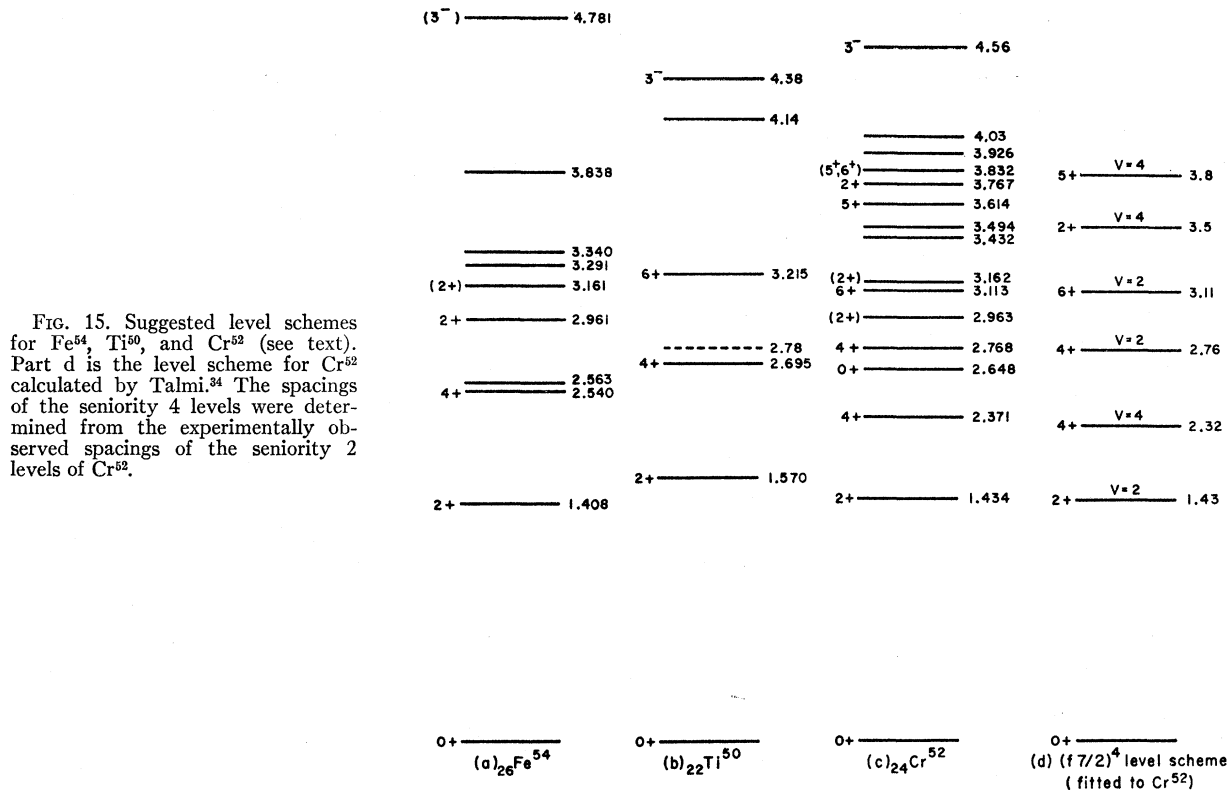 FIG. 15. Suggested level schemes
for Fe⁵⁴, Ti⁵⁰, and Cr⁵² (see text).
Part d is the level scheme for Cr⁵²
calculated by Talmi.³⁴ The spacings
of the seniority 4 levels were deter-
mined from the experimentally ob-
served spacings of the seniority 2
levels of Cr⁵².
(3⁻) 4.781
3.838
3.340
3.291
(2+) 3.161
2+ 2.961
2.563
4+ 2.540
2+ 1.408
0+
(a)₂₆Fe⁵⁴
3⁻ 4.38
4.14
6+ 3.215
2.78
4+ 2.695
2+ 1.570
0+
(b)₂₂Ti⁵⁰
3⁻ 4.56
4.03
3.926
(5⁺,6⁺) 3.832
2+ 3.767
5+ 3.614
3.494
3.432
(2+) 3.162
6+ 3.113
(2+) 2.963
4+ 2.768
0+ 2.648
4+ 2.371
2+ 1.434
0+
(c)₂₄Cr⁵²
5+ V=4 3.8
2+ V=4 3.5
6+ V=2 3.11
4+ V=2 2.76
4+ V=4 2.32
2+ V=2 1.43
0+
(d) (f 7/2)⁴ level scheme
(fitted to Cr⁵²)